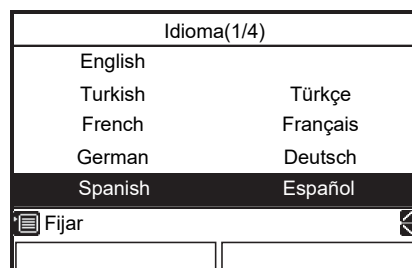 Idioma(1/4)
English
Turkish Türkçe
French Français
German Deutsch
Spanish Español
Fijar